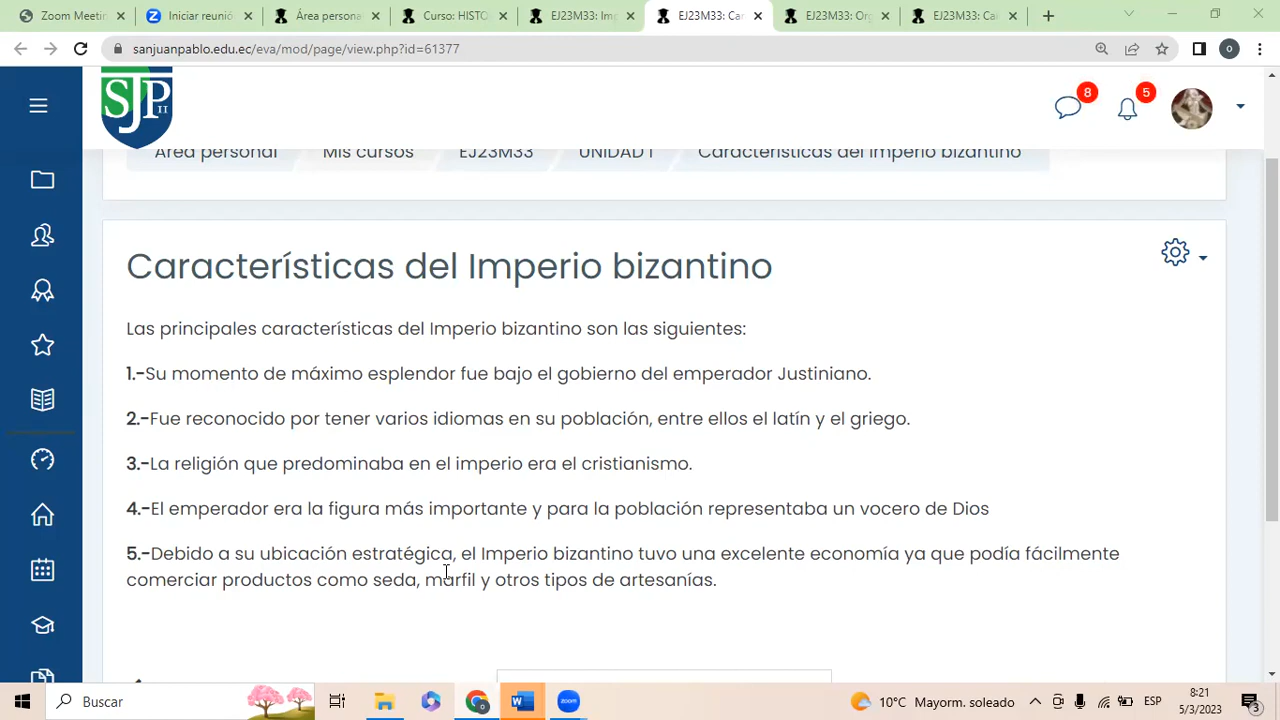 Zoom Meeting
Iniciar reunió
Área persona
Curso: HISTO
EJ23M33: Im
EJ23M33: Ca
EJ23M33: Or
EJ23M33: Ca
sanjuanpablo.edu.ec/eva/mod/page/view.php?id=61377
O
SJP
II
8
5
Área personal
Mis cursos
EJ23M33
UNIDAD I
Características del Imperio bizantino
Características del Imperio bizantino
Las principales características del Imperio bizantino son las siguientes:
1.-Su momento de máximo esplendor fue bajo el gobierno del emperador Justiniano.
2.-Fue reconocido por tener varios idiomas en su población, entre ellos el latín y el griego.
3.-La religión que predominaba en el imperio era el cristianismo.
4.-El emperador era la figura más importante y para la población representaba un vocero de Dios
5.-Debido a su ubicación estratégica, el Imperio bizantino tuvo una excelente economía ya que podía fácilmente
comerciar productos como seda, marfil y otros tipos de artesanías.
Buscar
W
zoom
10°C Mayorm. soleado
ESP
8:21
5/3/2023
3